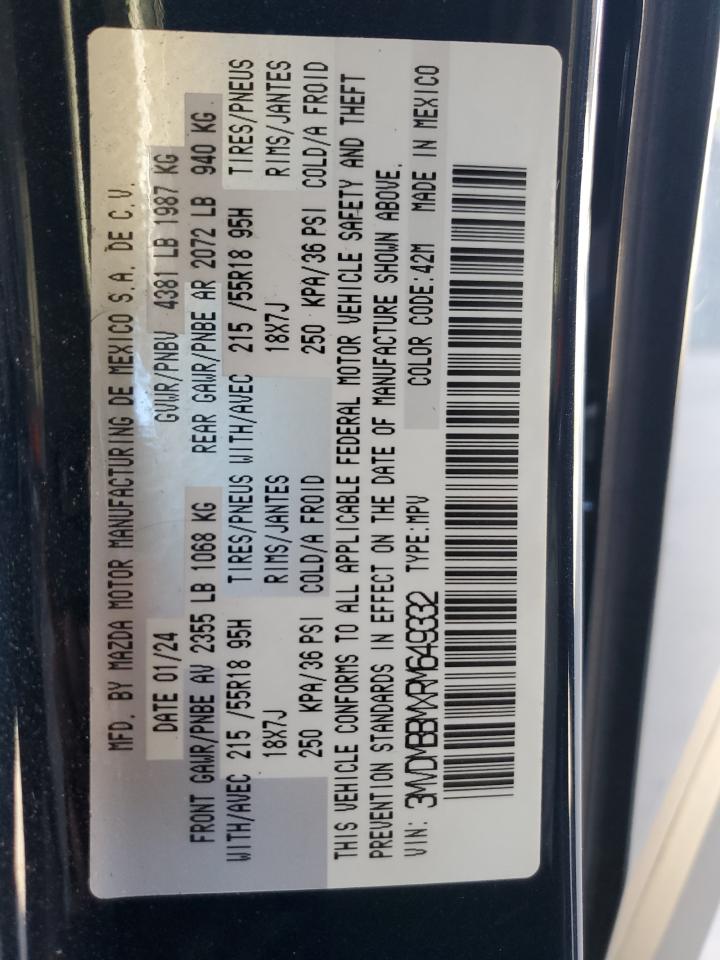 MFD. BY MAZDA MOTOR MANUFACTURING DE MEXICO S.A. DE C.V.
DATE 01/24 GVWR/PNBV 4381 LB 1987 KG
FRONT GAWR/PNBE AV 2355 LB 1068 KG REAR GAWR/PNBE AR 2072 LB 940 KG
WITH/AVEC 215 /55R18 95H TIRES/PNEUS WITH/AVEC 215 /55R18 95H TIRES/PNEUS
18X7J RIMS/JANTES 18X7J RIMS/JANTES
250 KPA/36 PSI COLD/A FROID 250 KPA/36 PSI COLD/A FROID
THIS VEHICLE CONFORMS TO ALL APPLICABLE FEDERAL MOTOR VEHICLE SAFETY AND THEFT
PREVENTION STANDARDS IN EFFECT ON THE DATE OF MANUFACTURE SHOWN ABOVE.
VIN: 3MVDMBBMXRM649332 TYPE:MPV COLOR CODE:42M MADE IN MEXICO